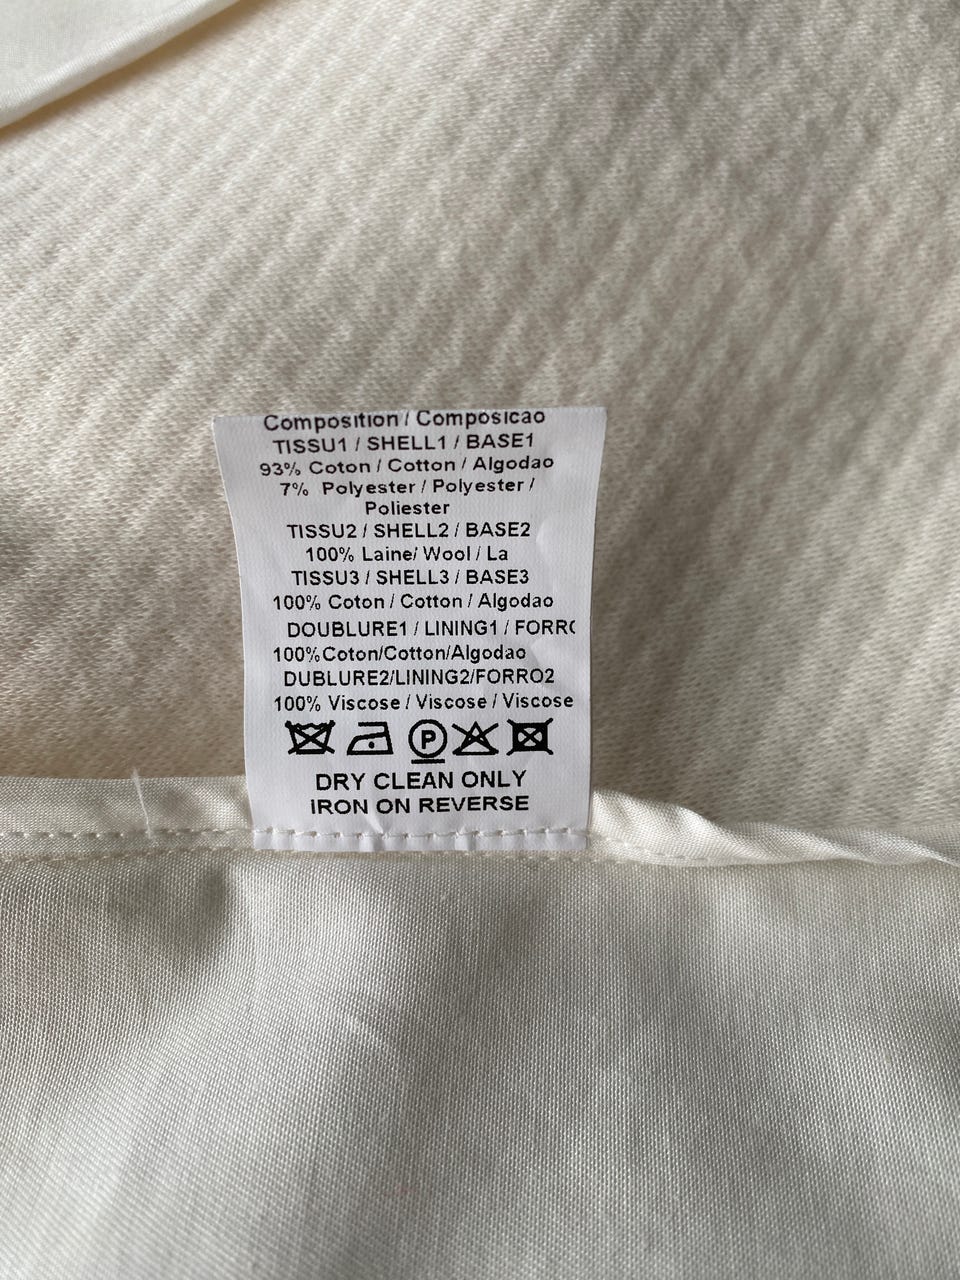 Composition / Composicao
TISSU1 / SHELL1 / BASE1
93% Coton / Cotton / Algodao
7% Polyester / Polyester /
Poliester
TISSU2 / SHELL2 / BASE2
100% Laine/ Wool / La
TISSU3 / SHELL3 / BASE3
100% Coton / Cotton / Algodao
DOUBLURE1 / LINING1 / FORR
100%Coton/Cotton/Algodao
DUBLURE2/LINING2/FORRO2
100% Viscose / Viscose / Viscose
P
DRY CLEAN ONLY
IRON ON REVERSE